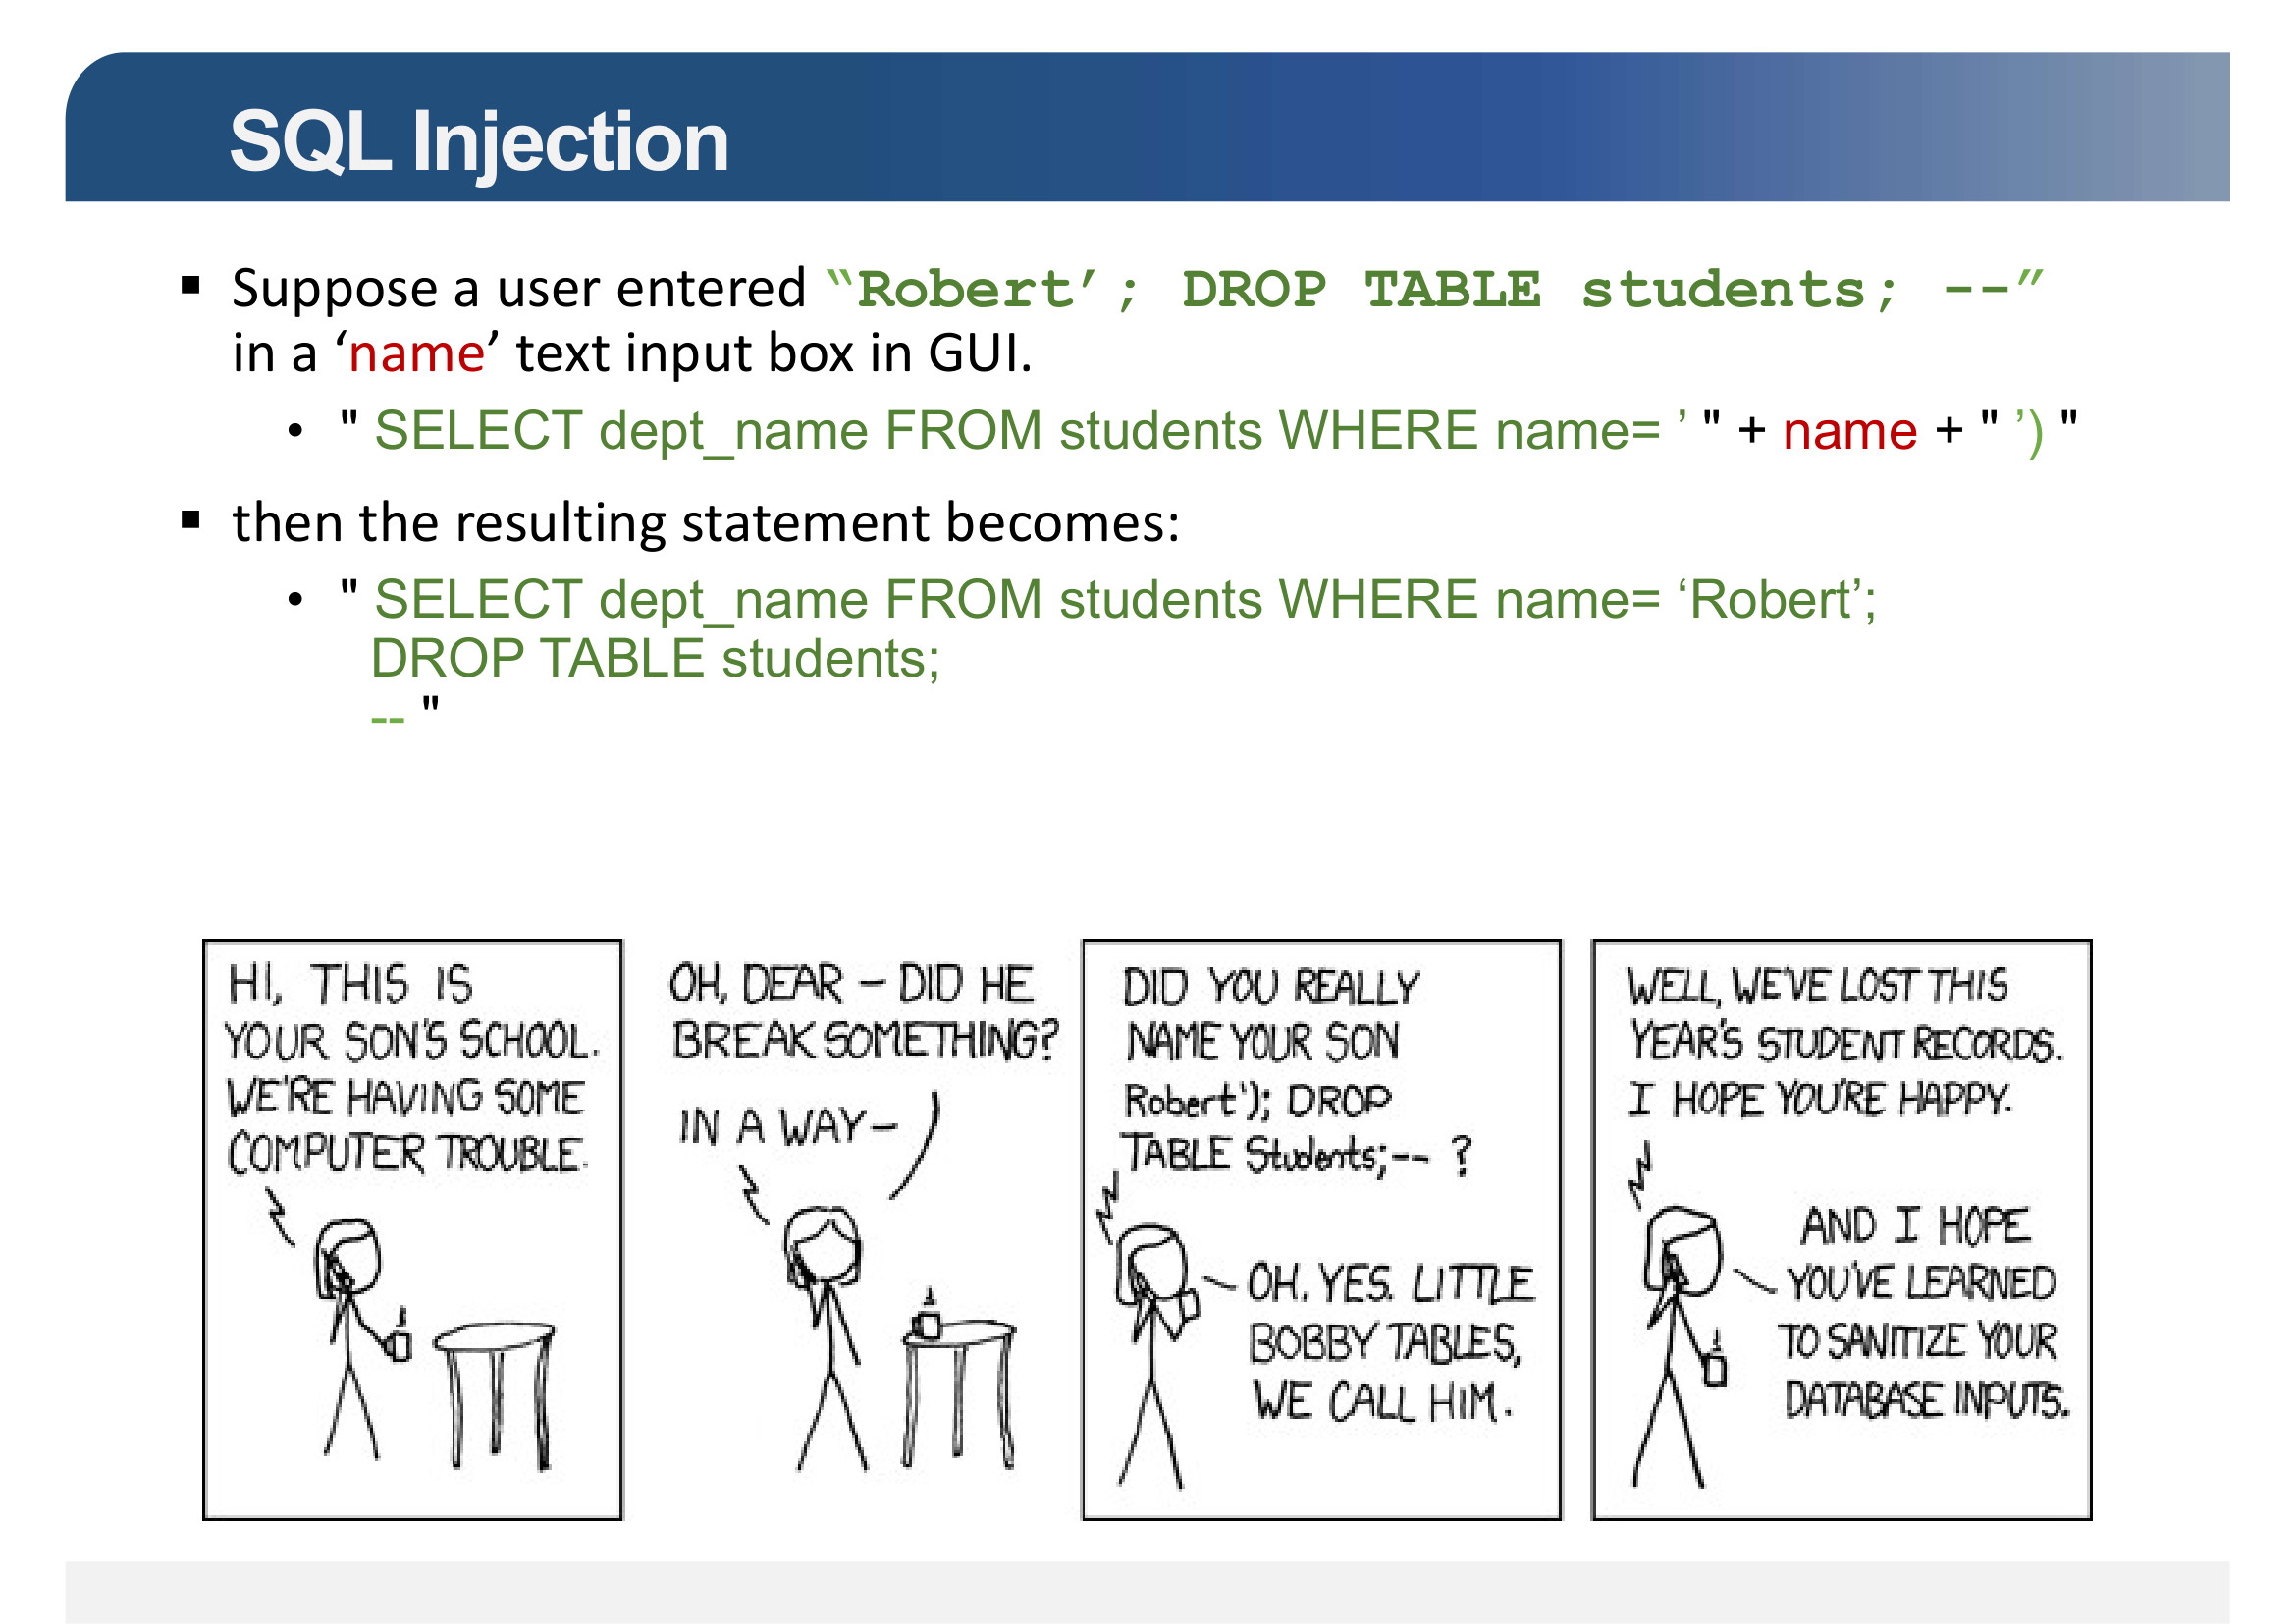 SQL Injection
▪ Suppose a user entered “Robert’; DROP TABLE students; --”
in a ‘name’ text input box in GUI.
• " SELECT dept_name FROM students WHERE name= ’ " + name + " ’) "
▪ then the resulting statement becomes:
• " SELECT dept_name FROM students WHERE name= ‘Robert’;
DROP TABLE students;
-- "
HI, THIS IS
YOUR SON'S SCHOOL.
WE'RE HAVING SOME
COMPUTER TROUBLE.
OH, DEAR – DID HE
BREAK SOMETHING?
IN A WAY –
DID YOU REALLY
NAME YOUR SON
Robert'); DROP
TABLE Students;-- ?
OH. YES. LITTLE
BOBBY TABLES,
WE CALL HIM.
WELL, WE'VE LOST THIS
YEAR'S STUDENT RECORDS.
I HOPE YOU'RE HAPPY.
AND I HOPE
YOU'VE LEARNED
TO SANITIZE YOUR
DATABASE INPUTS.